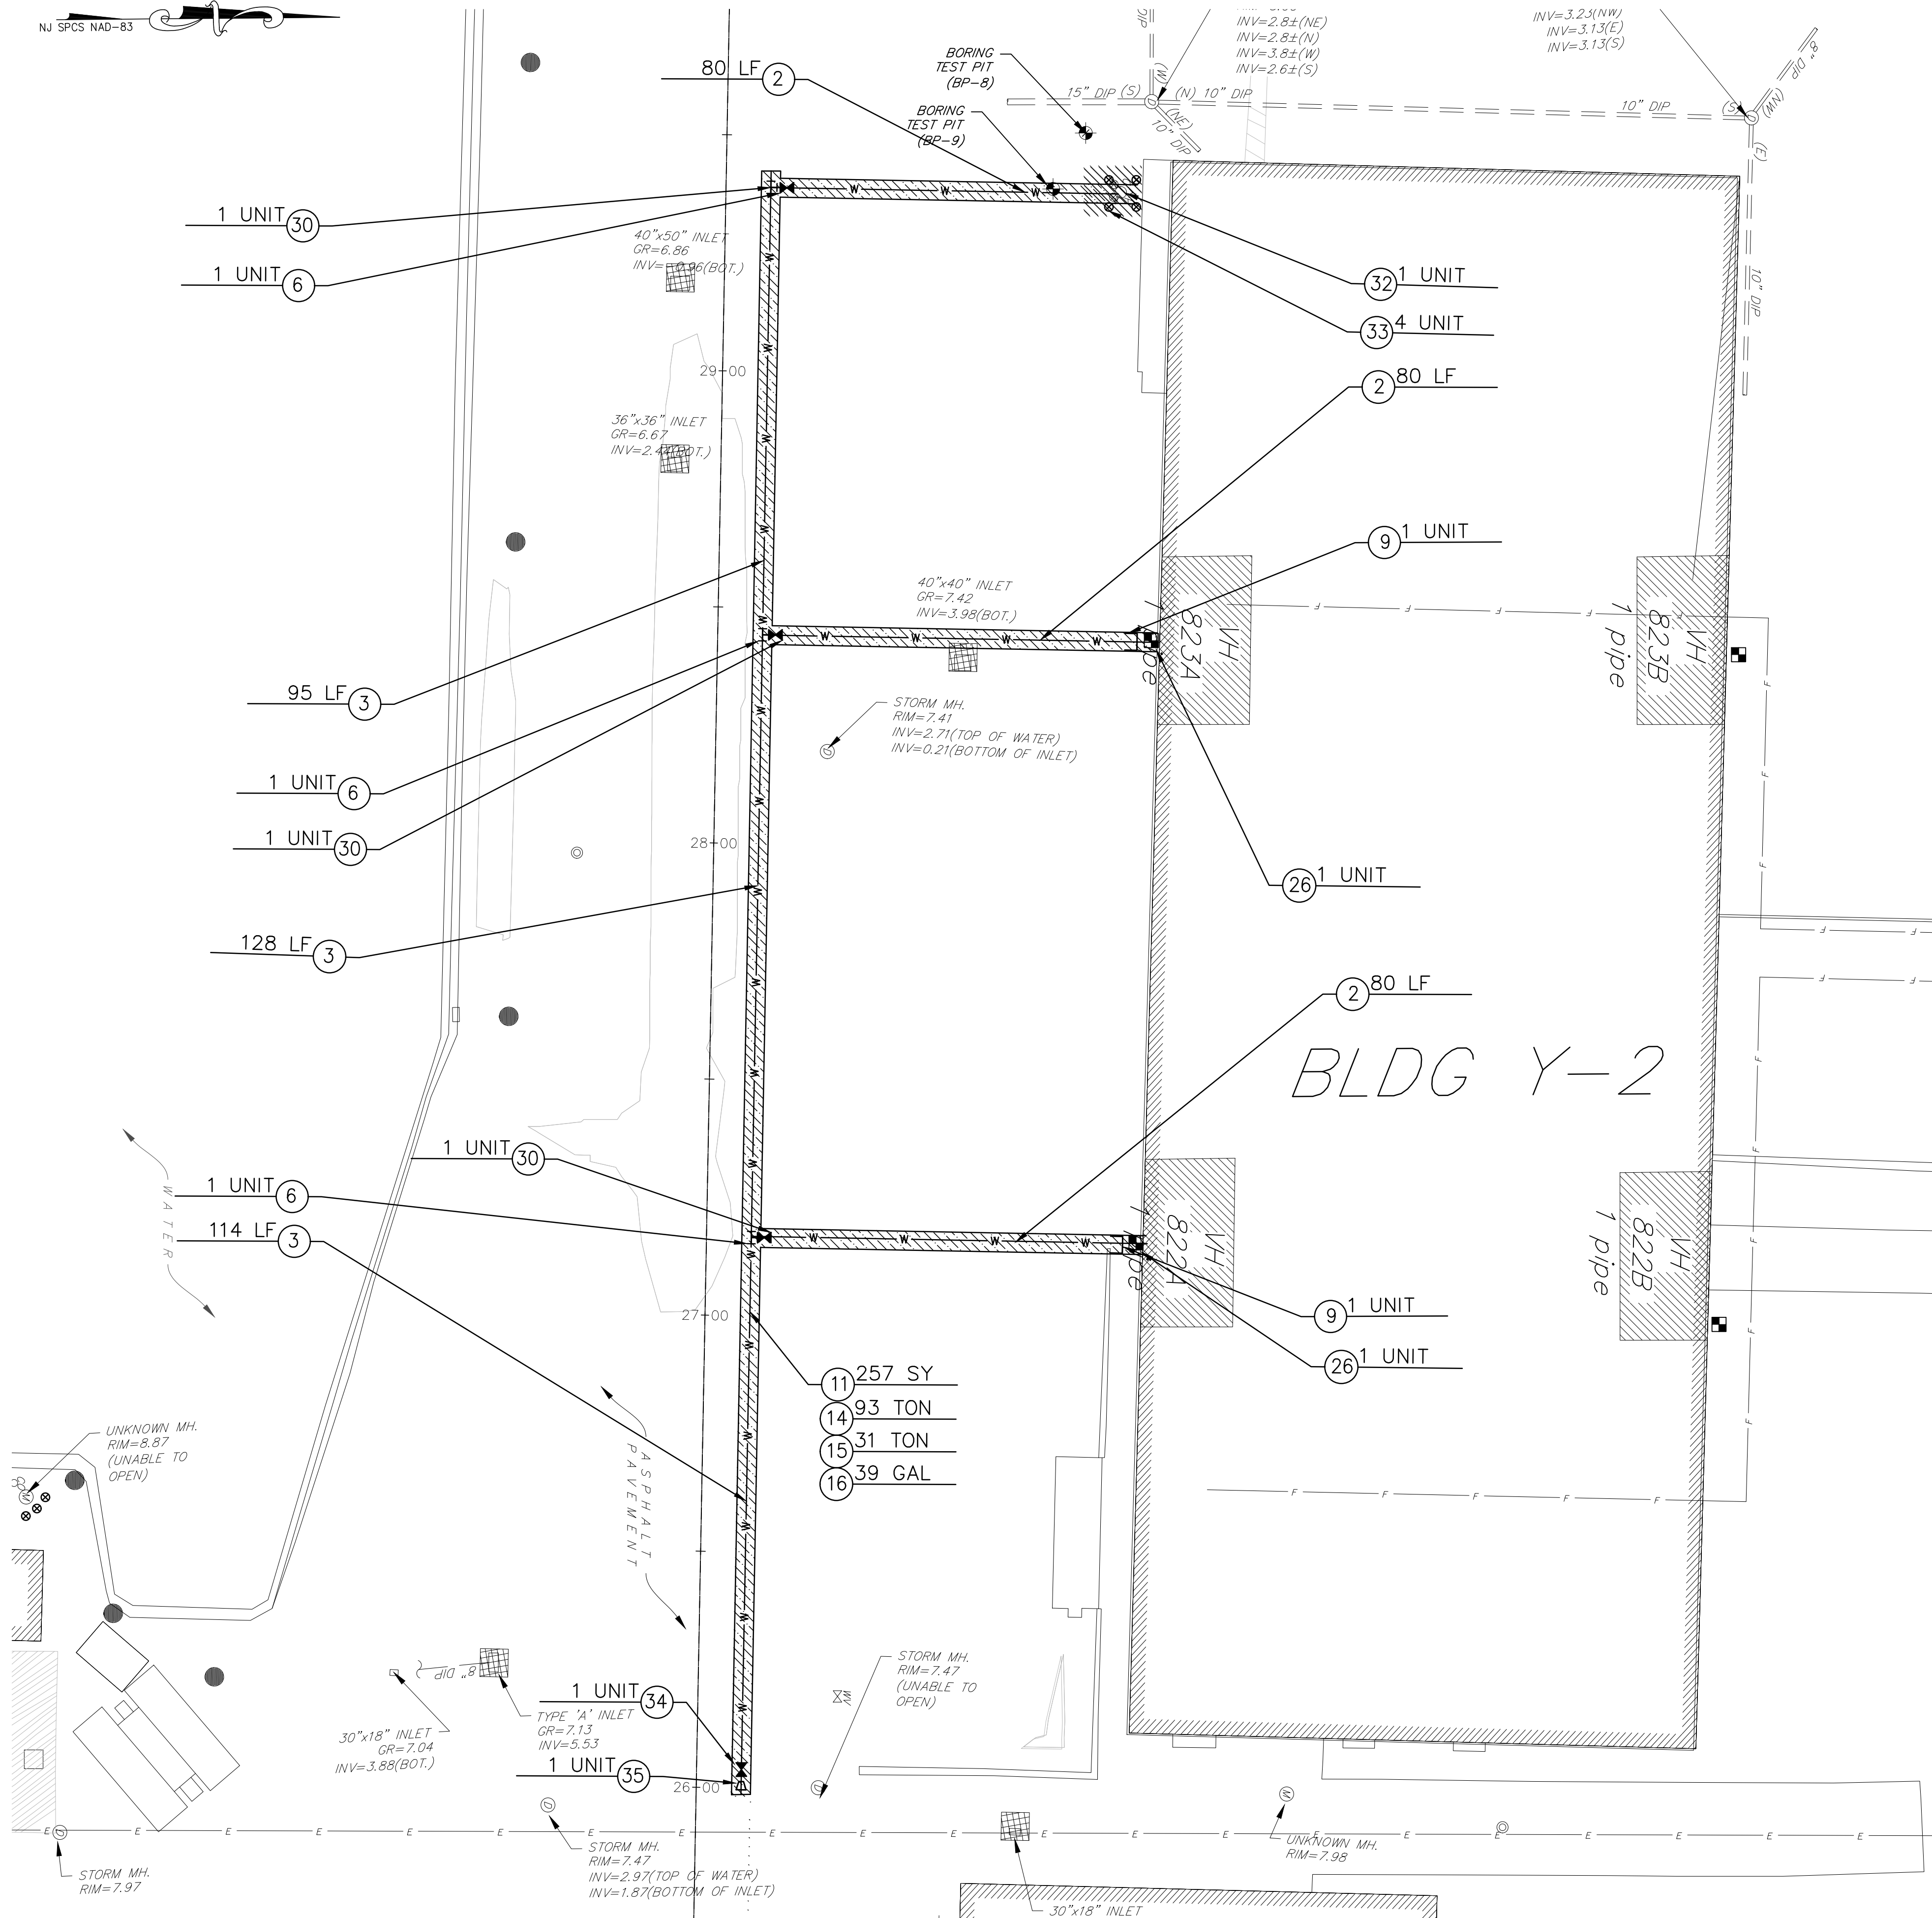 NJ SPCS NAD-83
INV=2.8±(NE)
INV=2.8±(N)
INV=3.8±(W)
INV=2.6±(S)
INV=3.23(NW)
INV=3.13(E)
INV=3.13(S)
8" DIP
(NW)
DIP
(W)
BORING
TEST PIT
(BP-8)
80 LF 2
15" DIP (S)
(N) 10" DIP
10" DIP
(S)
(NE)
10" DIP
(E)
BORING
TEST PIT
(BP-9)
10" DIP
1 UNIT 30
1 UNIT 6
40"x50" INLET
GR=6.86
32 1 UNIT
33 4 UNIT
29+00
2 80 LF
36"x36" INLET
GR=6.67
INV=2.44(BOT.)
9 1 UNIT
40"x40" INLET
GR=7.42
INV=3.98(BOT.)
VH
823A
VH
823B
1 pipe
95 LF 3
STORM MH.
RIM=7.41
INV=2.71(TOP OF WATER)
INV=0.21(BOTTOM OF INLET)
1 UNIT 6
1 UNIT 30
28+00
26 1 UNIT
128 LF 3
2 80 LF
BLDG Y-2
1 UNIT 30
1 UNIT 6
114 LF 3
WATER
VH
822A
VH
822B
1 pipe
27+00
9 1 UNIT
26 1 UNIT
11 257 SY
14 93 TON
15 31 TON
16 39 GAL
UNKNOWN MH.
RIM=8.87
(UNABLE TO
OPEN)
ASPHALT
PAVEMENT
8" DIP
1 UNIT 34
TYPE 'A' INLET
GR=7.13
INV=5.53
30"x18" INLET
GR=7.04
INV=3.88(BOT.)
1 UNIT 35
26+00
WV
STORM MH.
RIM=7.47
(UNABLE TO
OPEN)
STORM MH.
RIM=7.97
STORM MH.
RIM=7.47
INV=2.97(TOP OF WATER)
INV=1.87(BOTTOM OF INLET)
UNKNOWN MH.
RIM=7.98
30"x18" INLET